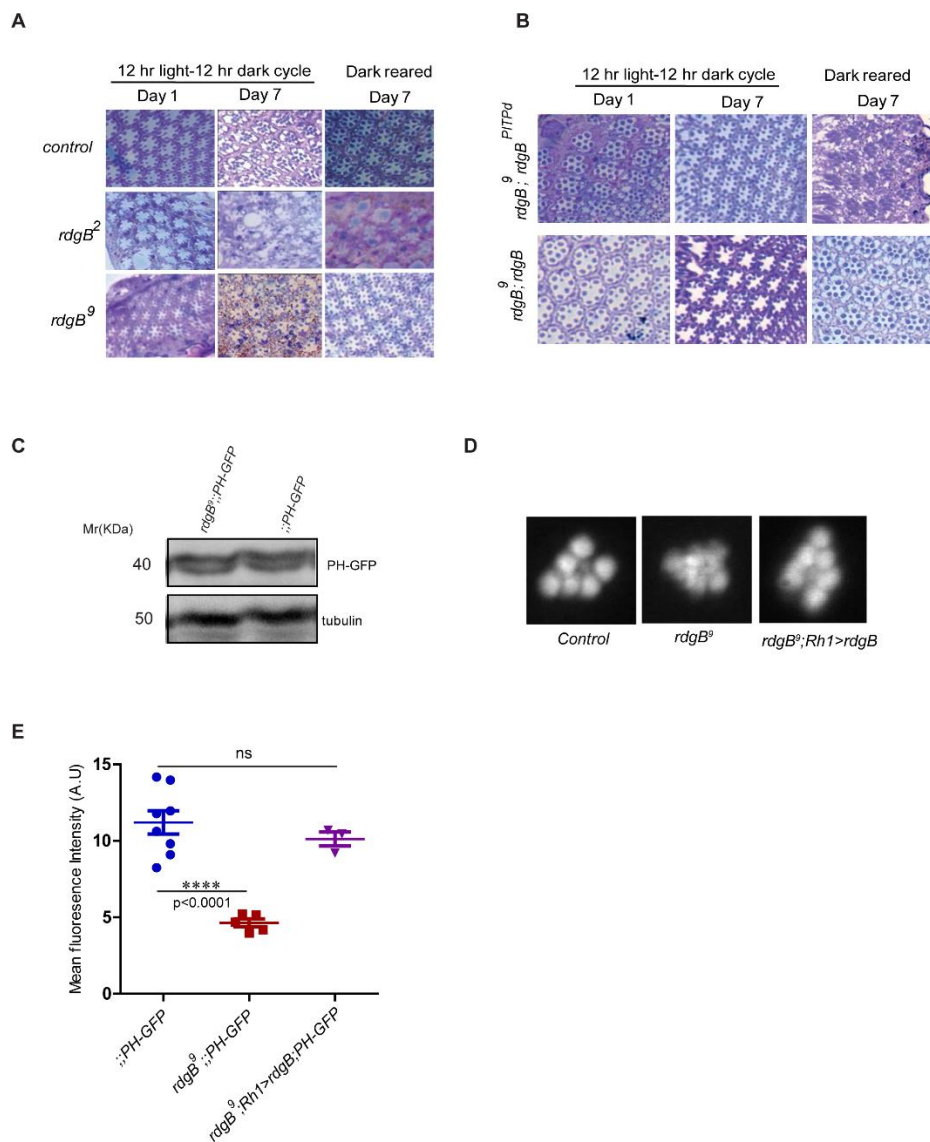 A
12 hr light-12 hr dark cycle
Dark reared
Day 1
Day 7
Day 7
control
rdgB²
rdgB⁹
B
12 hr light-12 hr dark cycle
Dark reared
Day 1
Day 7
Day 7
rdgB⁹; rdgB^PITPd
rdgB⁹; rdgB
C
rdgB⁹;;PH-GFP
;;PH-GFP
Mr(KDa)
40
PH-GFP
50
tubulin
D
Control
rdgB⁹
rdgB⁹;Rh1>rdgB
E
Mean fluoresence Intensity (A.U)
15
10
5
0
ns
****
p<0.0001
;;PH-GFP
rdgB⁹;;PH-GFP
rdgB⁹;Rh1>rdgB;PH-GFP